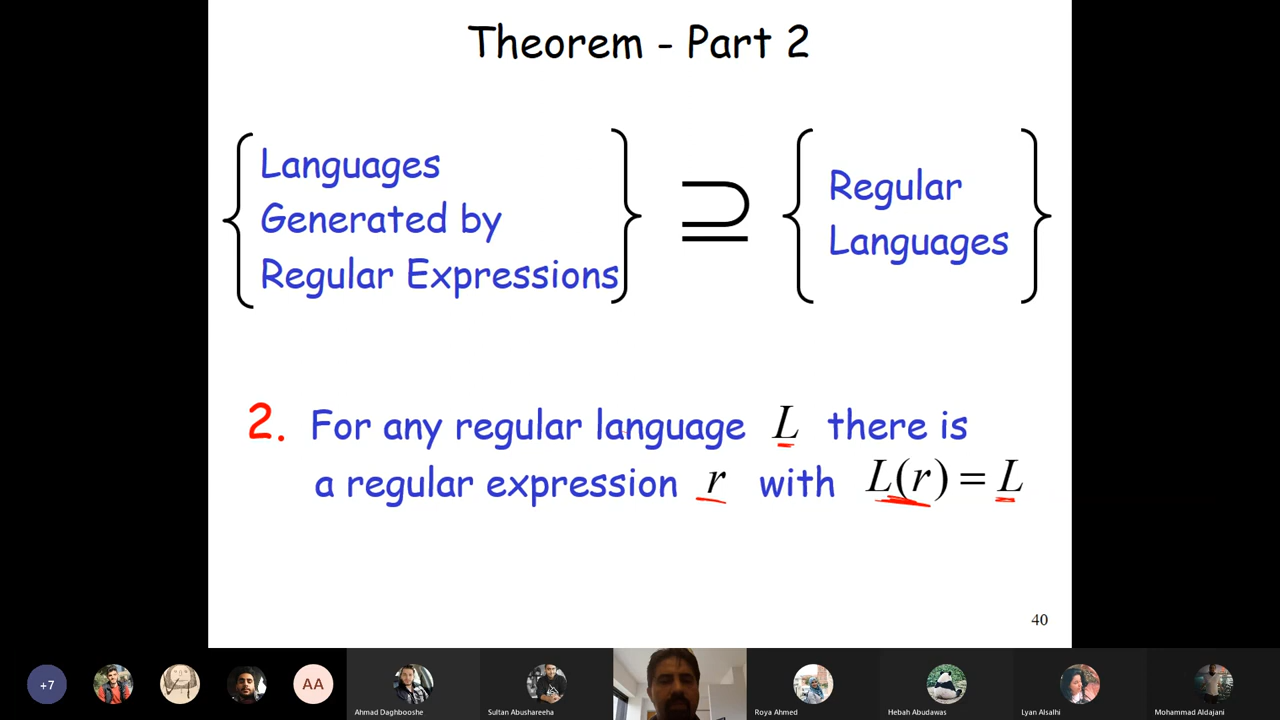 Theorem - Part 2
Languages
Generated by
Regular Expressions
⊇
Regular
Languages
2. For any regular language L there is
a regular expression r with L(r) = L
40
+7
AA
Ahmad Daghbooshe
Sultan Abushareeha
Roya Ahmed
Hebah Abudawas
Lyan Alsalhi
Mohammad Aldajani